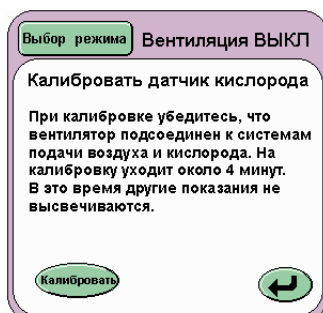 Выбор режима Вентиляция ВЫКЛ
Калибровать датчик кислорода
При калибровке убедитесь, что
вентилятор подсоединен к системам
подачи воздуха и кислорода. На
калибровку уходит около 4 минут.
В это время другие показания не
высвечиваются.
Калибровать